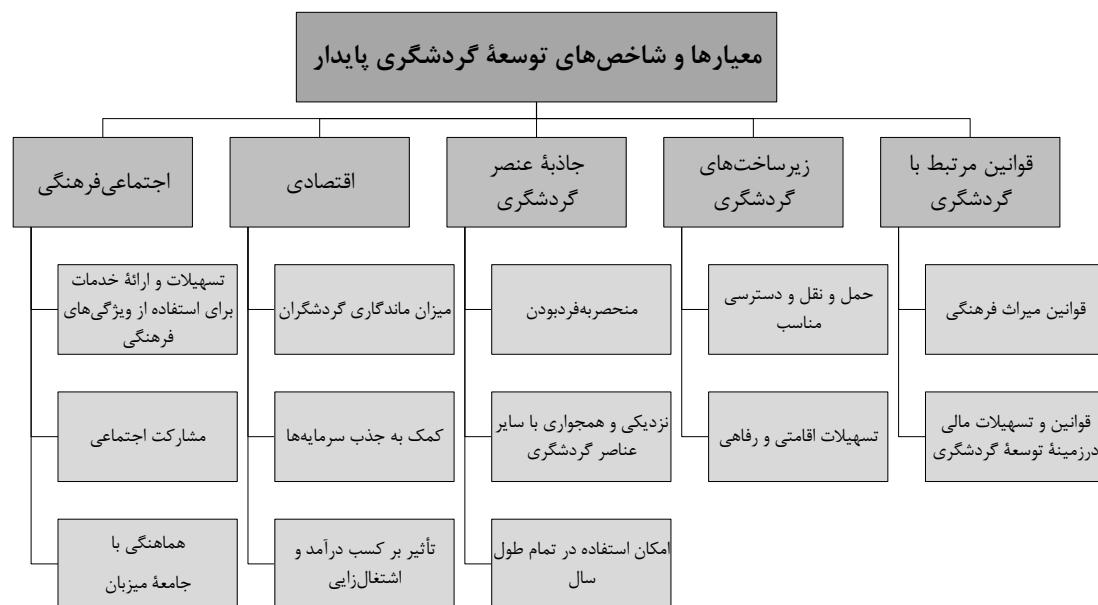 معیارها و شاخص‌های توسعهٔ گردشگری پایدار
قوانین مرتبط با
گردشگری
زیرساخت‌های
گردشگری
جاذبهٔ عنصر
گردشگری
اقتصادی
اجتماعی‌فرهنگی
قوانین میراث فرهنگی
قوانین و تسهیلات مالی
درزمینهٔ توسعهٔ گردشگری
حمل و نقل و دسترسی
مناسب
تسهیلات اقامتی و رفاهی
منحصربه‌فردبودن
نزدیکی و همجواری با سایر
عناصر گردشگری
امکان استفاده در تمام طول
سال
میزان ماندگاری گردشگران
کمک به جذب سرمایه‌ها
تأثیر بر کسب درآمد و
اشتغال‌زایی
تسهیلات و ارائهٔ خدمات
برای استفاده از ویژگی‌های
فرهنگی
مشارکت اجتماعی
هماهنگی با
جامعهٔ میزبان